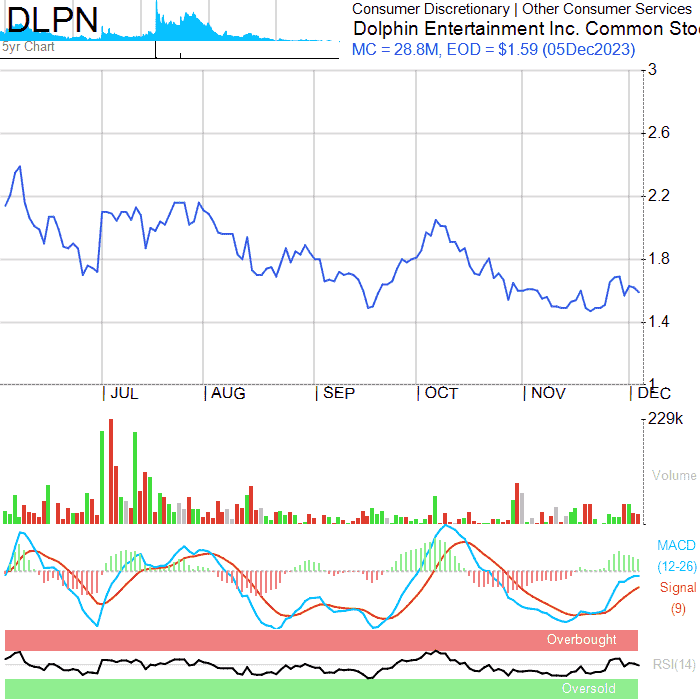 DLPN
5yr Chart
Consumer Discretionary | Other Consumer Services
Dolphin Entertainment Inc. Common Sto
MC = 28.8M, EOD = $1.59 (05Dec2023)
3
2.6
2.2
1.8
1.4
1
| JUL | AUG | SEP | OCT | NOV | DEC
229k
Volume
MACD
(12-26)
Signal
(9)
Overbought
RSI(14)
Oversold